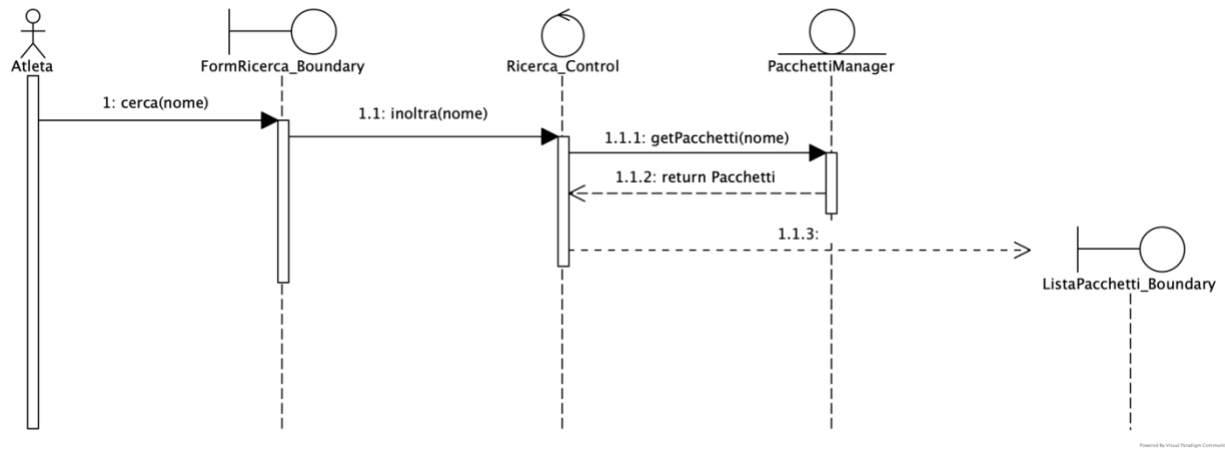 Atleta
FormRicerca_Boundary
Ricerca_Control
PacchettiManager
1: cerca(nome)
1.1: inoltra(nome)
1.1.1: getPacchetti(nome)
1.1.2: return Pacchetti
1.1.3:
ListaPacchetti_Boundary
Powered By Visual Paradigm Communi